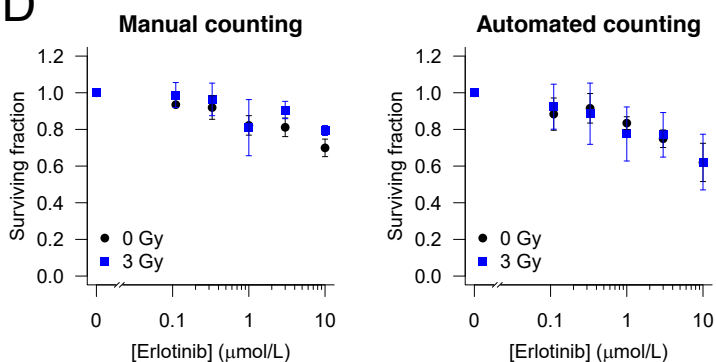 D
Manual counting
Surviving fraction
1.2
1.0
0.8
0.6
0.4
0.2
0.0
0 Gy
3 Gy
0 0.1 1 10
[Erlotinib] (μmol/L)
Automated counting
Surviving fraction
1.2
1.0
0.8
0.6
0.4
0.2
0.0
0 Gy
3 Gy
0 0.1 1 10
[Erlotinib] (μmol/L)